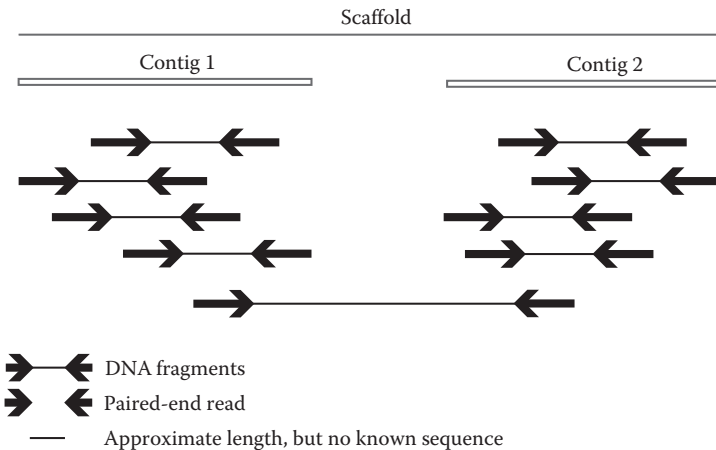 Scaffold
Contig 1
Contig 2
DNA fragments
Paired-end read
Approximate length, but no known sequence